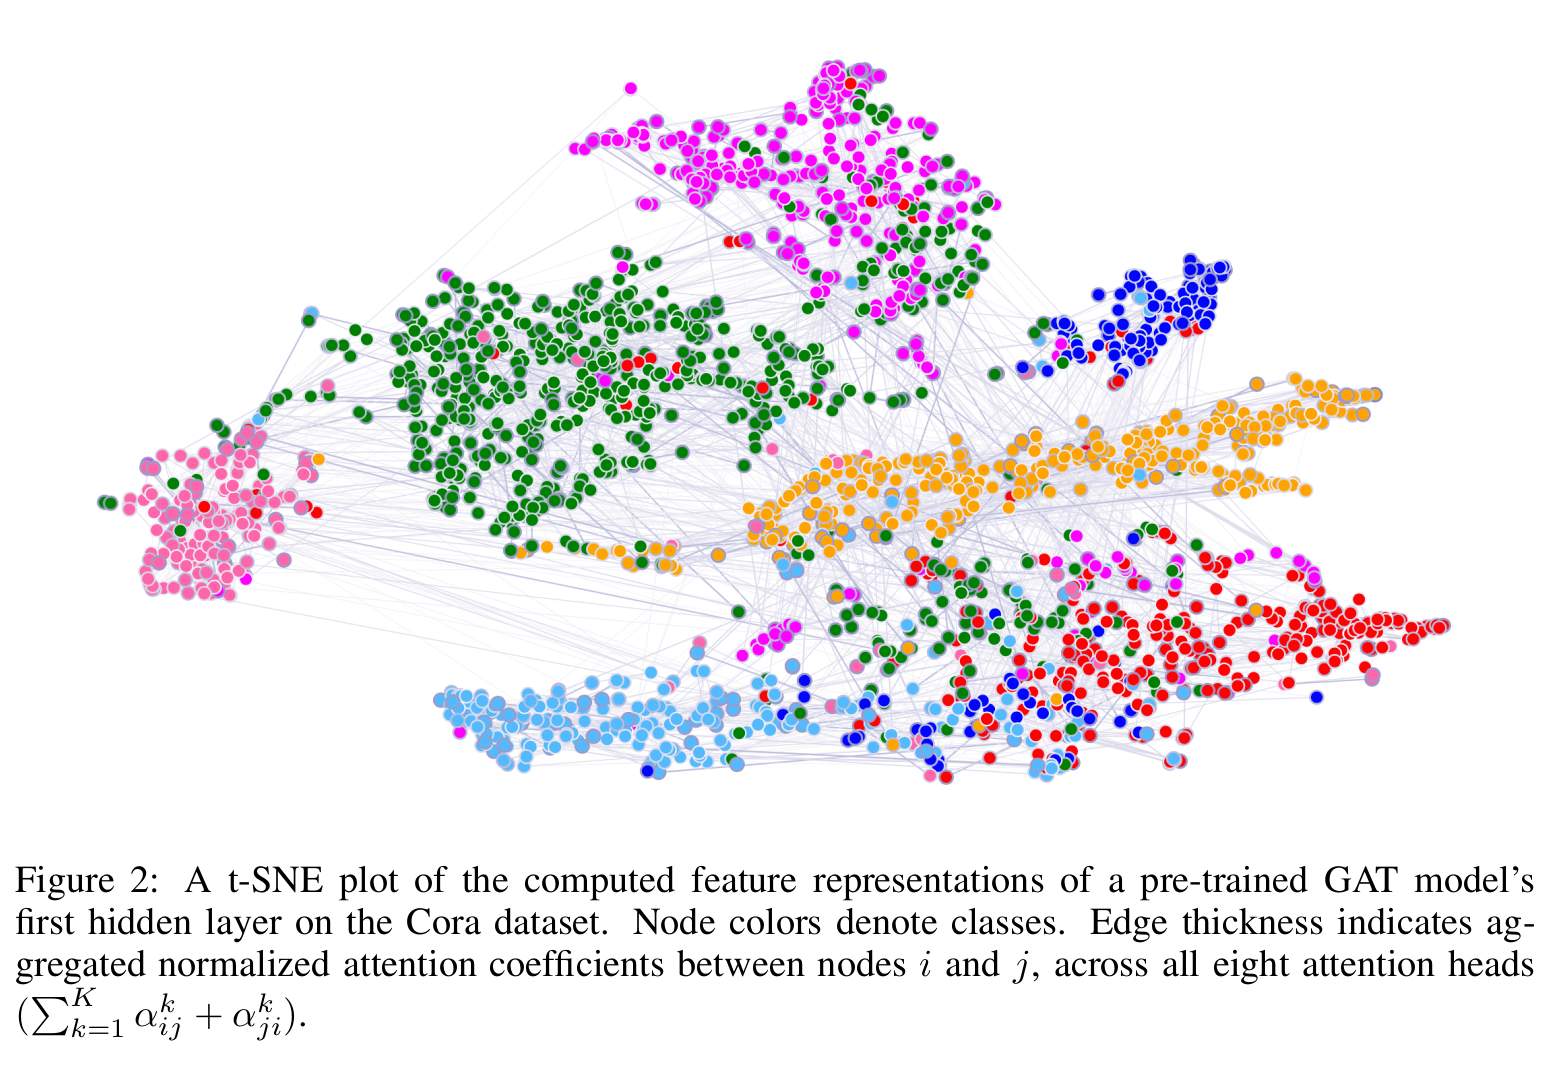 Figure 2: A t-SNE plot of the computed feature representations of a pre-trained GAT model's
first hidden layer on the Cora dataset. Node colors denote classes. Edge thickness indicates ag-
gregated normalized attention coefficients between nodes i and j, across all eight attention heads
(∑_{k=1}^{K} α_{ij}^{k} + α_{ji}^{k}).